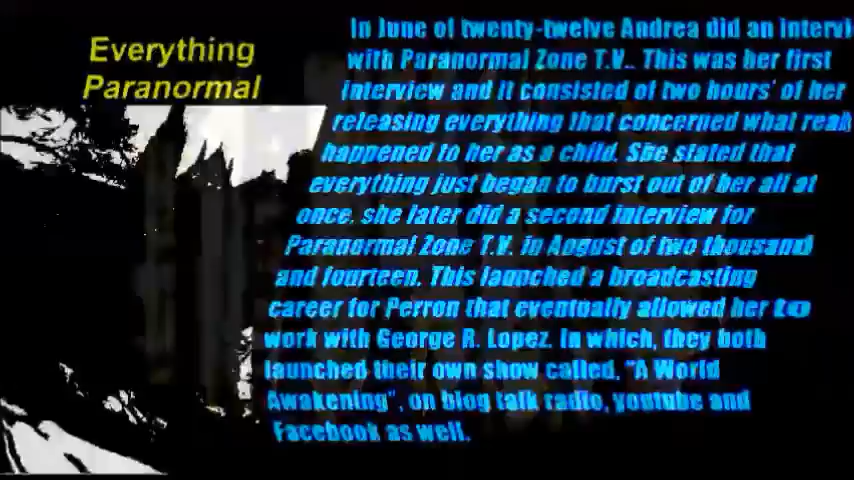 Everything
Paranormal
In June of twenty-twelve Andrea did an intervi
with Paranormal Zone T.V.. This was her first
interview and it consisted of two hours' of her
releasing everything that concerned what reall
happened to her as a child. She stated that
everything just began to burst out of her all at
once. she later did a second interview for
Paranormal Zone T.V. in August of two thousand
and fourteen. This launched a broadcasting
career for Perron that eventually allowed her to
work with George R. Lopez. In which, they both
launched their own show called, "A World
Awakening", on blog talk radio, youtube and
Facebook as well.